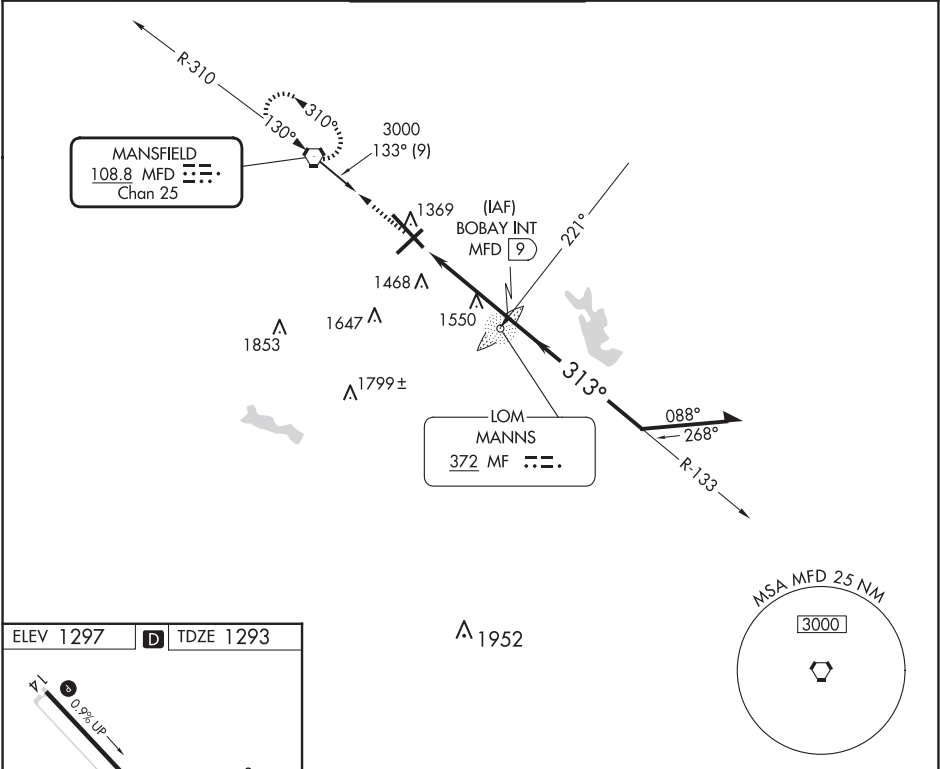 R-310
310°
130°
3000
133° (9)
MANSFIELD
108.8 MFD
Chan 25
1369
(IAF)
BOBAY INT
MFD 9
221°
1468
1550
1647
1853
1799±
313°
LOM
MANNS
372 MF
088°
268°
R-133
MSA MFD 25 NM
3000
1952
ELEV 1297 D TDZE 1293
14
P
0.9% UP